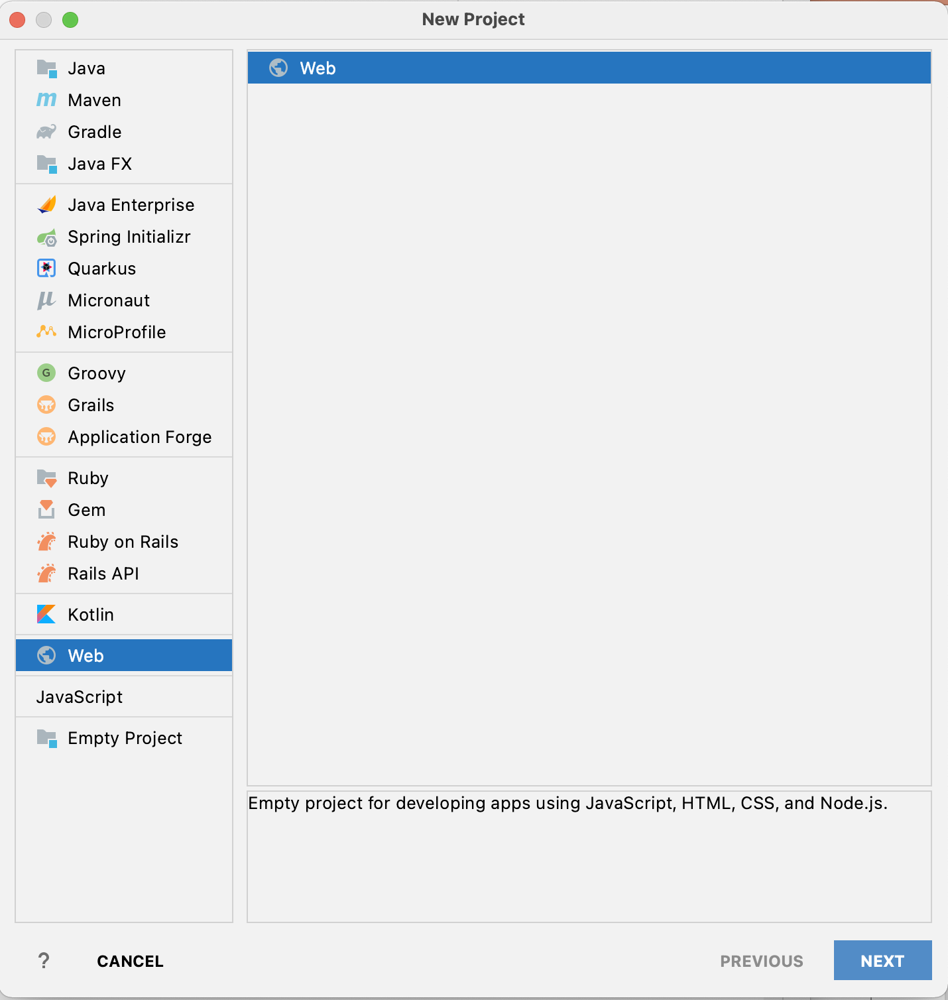 New Project
Java
Maven
Gradle
Java FX
Java Enterprise
Spring Initializr
Quarkus
Micronaut
MicroProfile
G Groovy
Grails
Application Forge
Ruby
Gem
Ruby on Rails
Rails API
Kotlin
Web
JavaScript
Empty Project
Web
Empty project for developing apps using JavaScript, HTML, CSS, and Node.js.
? CANCEL PREVIOUS NEXT